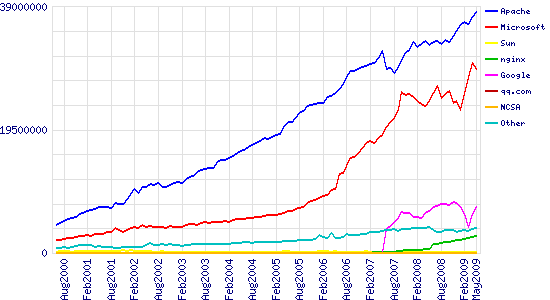 39000000
19500000
0
Apache
Microsoft
Sun
nginx
Google
qq.com
NCSA
Other
Aug2000
Feb2001
Aug2001
Feb2002
Aug2002
Feb2003
Aug2003
Feb2004
Aug2004
Feb2005
Aug2005
Feb2006
Aug2006
Feb2007
Aug2007
Feb2008
Aug2008
Feb2009
May2009